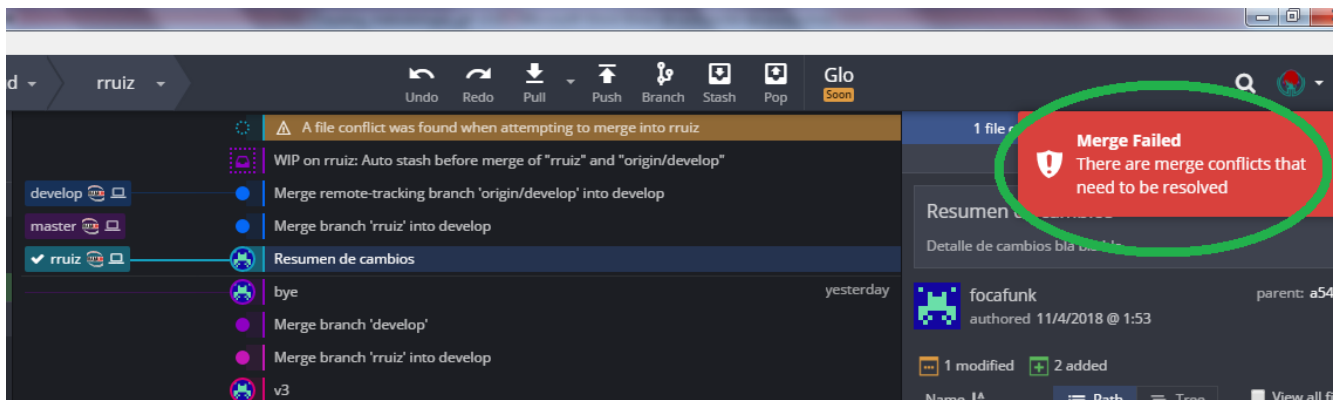 d
rruiz
Undo
Redo
Pull
Push
Branch
Stash
Pop
Glo
Soon
A file conflict was found when attempting to merge into rruiz
1 file
Merge Failed
There are merge conflicts that
need to be resolved
WIP on rruiz: Auto stash before merge of "rruiz" and "origin/develop"
develop
Merge remote-tracking branch 'origin/develop' into develop
master
Merge branch 'rruiz' into develop
rruiz
Resumen de cambios
Resumen
Detalle de cambios bla
bye
yesterday
focafunk
authored 11/4/2018 @ 1:53
parent: a54
Merge branch 'develop'
Merge branch 'rruiz' into develop
1 modified
2 added
v3
Name
Path
Tree
View all